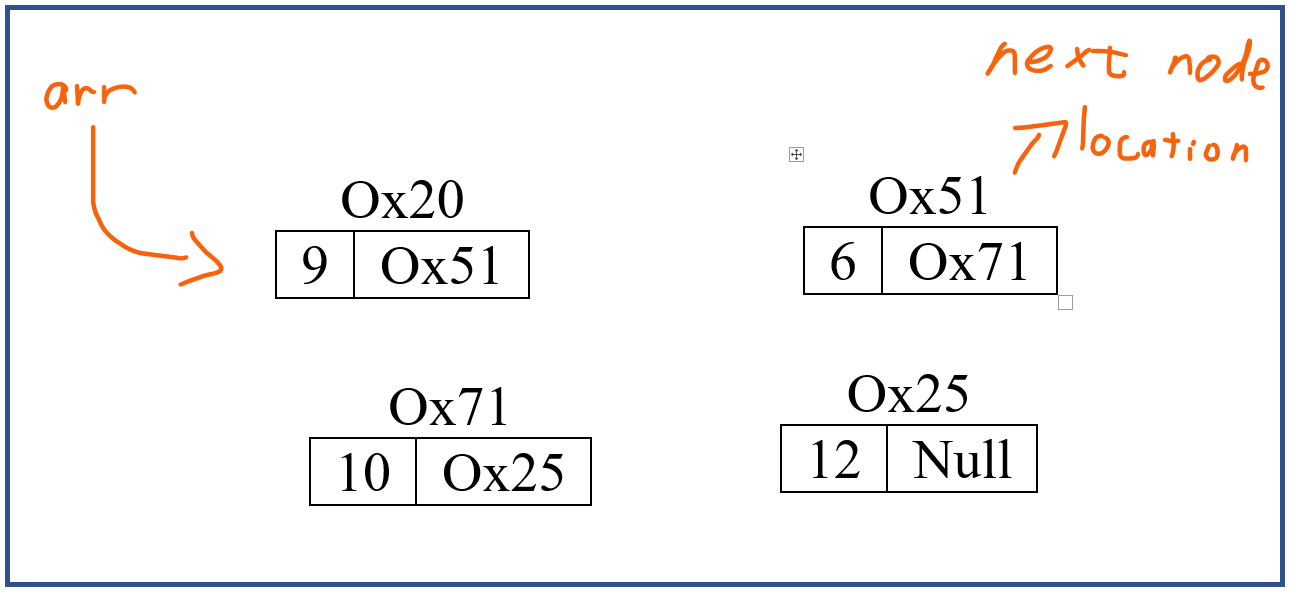 next node
location
arr
Ox20
9 Ox51
Ox51
6 Ox71
Ox71
10 Ox25
Ox25
12 Null